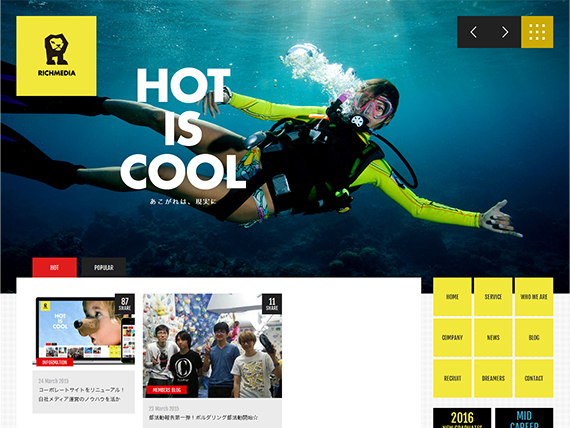 RICHMEDIA
HOT
IS
COOL
あこがれは、現実に
HOT
POPULAR
HOT
IS
COOL
87
SHARE
INFORMATION
24 March 2015
コーポレートサイトをリニューアル！
自社メディア運営のノウハウを活か
11
SHARE
MEMBERS BLOG
23 March 2015
部活動報告第一弾！ボルダリング部活動開始☆
HOME
SERVICE
WHO WE ARE
COMPANY
NEWS
BLOG
RECRUIT
DREAMERS
CONTACT
2016
NEW GRADUATES
MID
CAREER